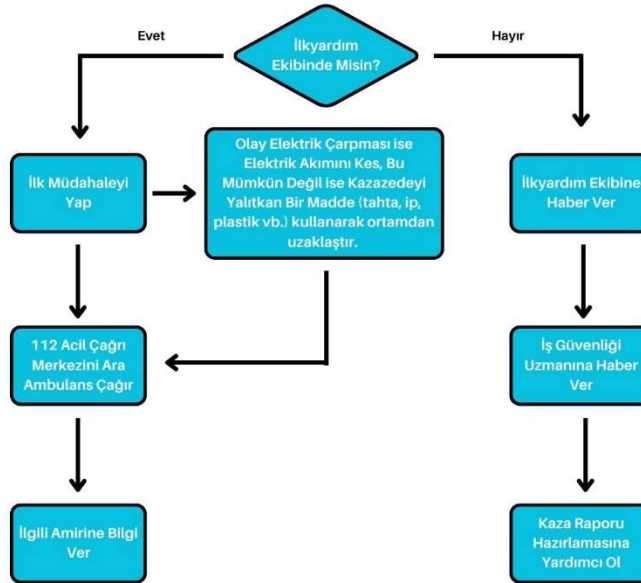 İlkyardım
Ekibinde Misin?
Evet
Hayır
İlk Müdahaleyi
Yap
Olay Elektrik Çarpması ise
Elektrik Akımını Kes, Bu
Mümkün Değil ise Kazazedeyi
Yalıtkan Bir Madde (tahta, ip,
plastik vb.) kullanarak ortamdan
uzaklaştır.
İlkyardım Ekibine
Haber Ver
112 Acil Çağrı
Merkezini Ara
Ambulans Çağır
İş Güvenliği
Uzmanına Haber
Ver
İlgili Amirine Bilgi
Ver
Kaza Raporu
Hazırlamasına
Yardımcı Ol